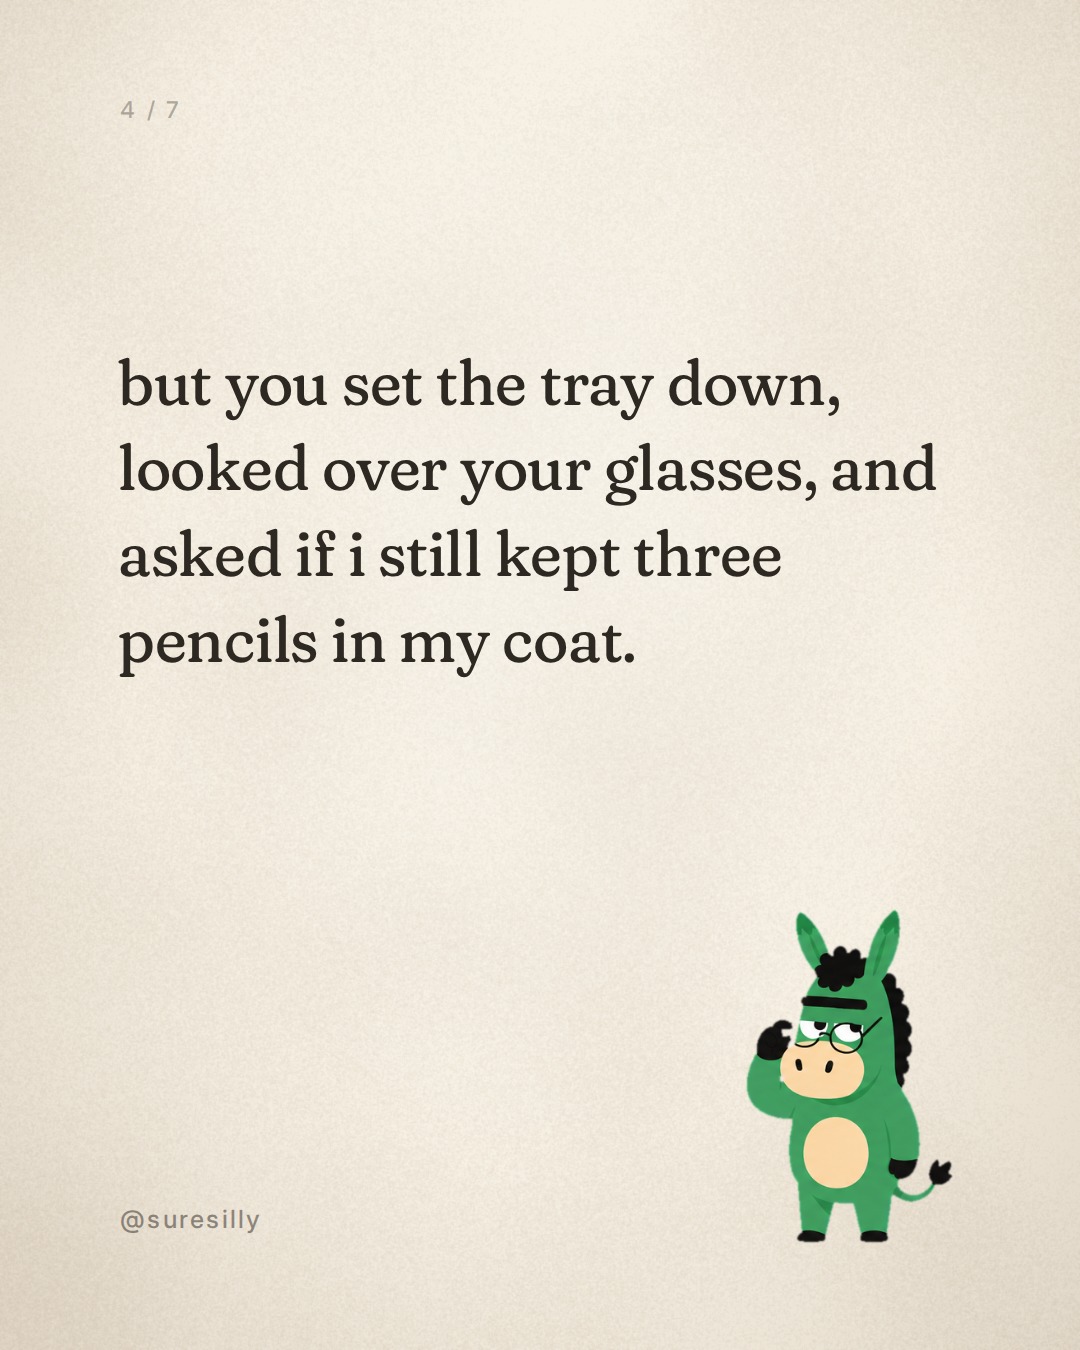 4 / 7
but you set the tray down,
looked over your glasses, and
asked if i still kept three
pencils in my coat.
@suresilly